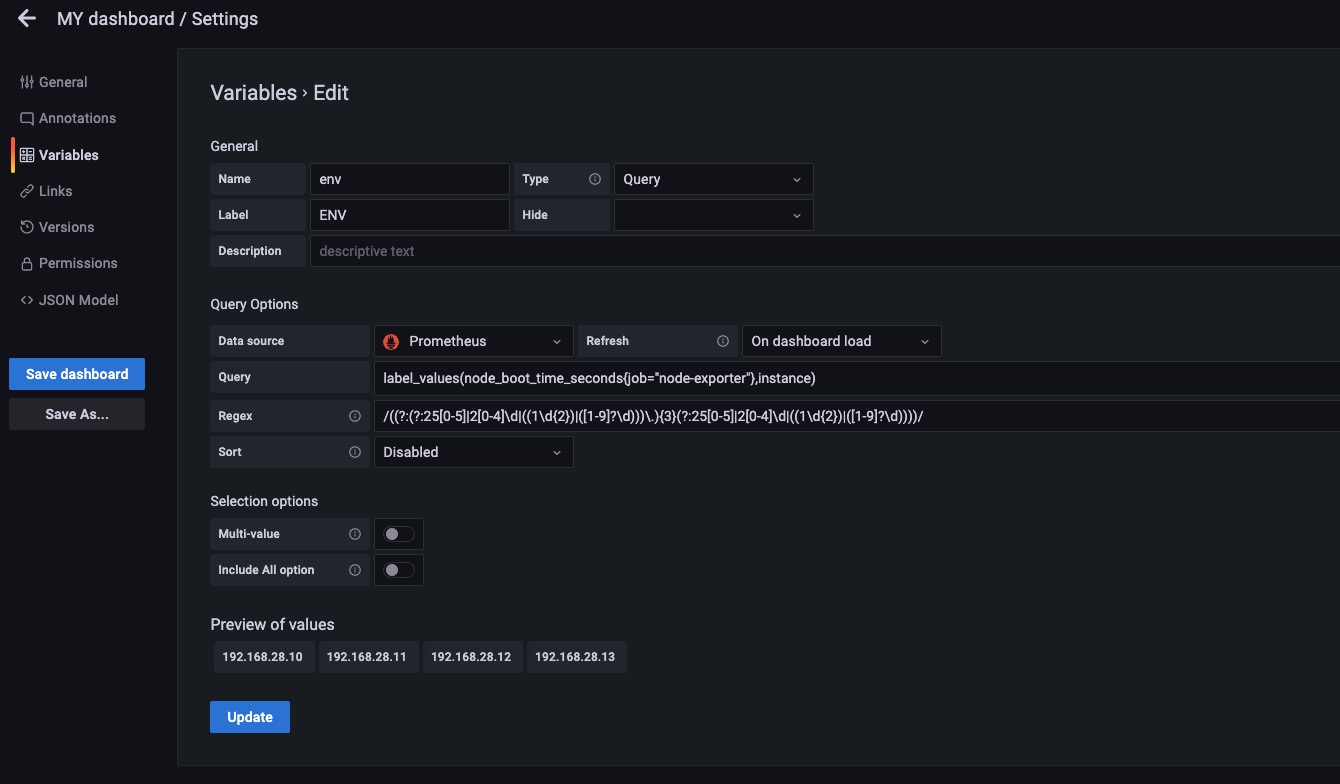 MY dashboard / Settings
General
Annotations
Variables
Links
Versions
Permissions
JSON Model
Save dashboard
Save As...
Variables › Edit
General
Name env Type Query
Label ENV Hide
Description descriptive text
Query Options
Data source Prometheus Refresh On dashboard load
Query label_values(node_boot_time_seconds{job="node-exporter"},instance)
Regex /((?:(?:25[0-5]|2[0-4]\d|((1\d{2})|([1-9]?\d)))\.){3}(?:25[0-5]|2[0-4]\d|((1\d{2})|([1-9]?\d))))/
Sort Disabled
Selection options
Multi-value
Include All option
Preview of values
192.168.28.10 192.168.28.11 192.168.28.12 192.168.28.13
Update